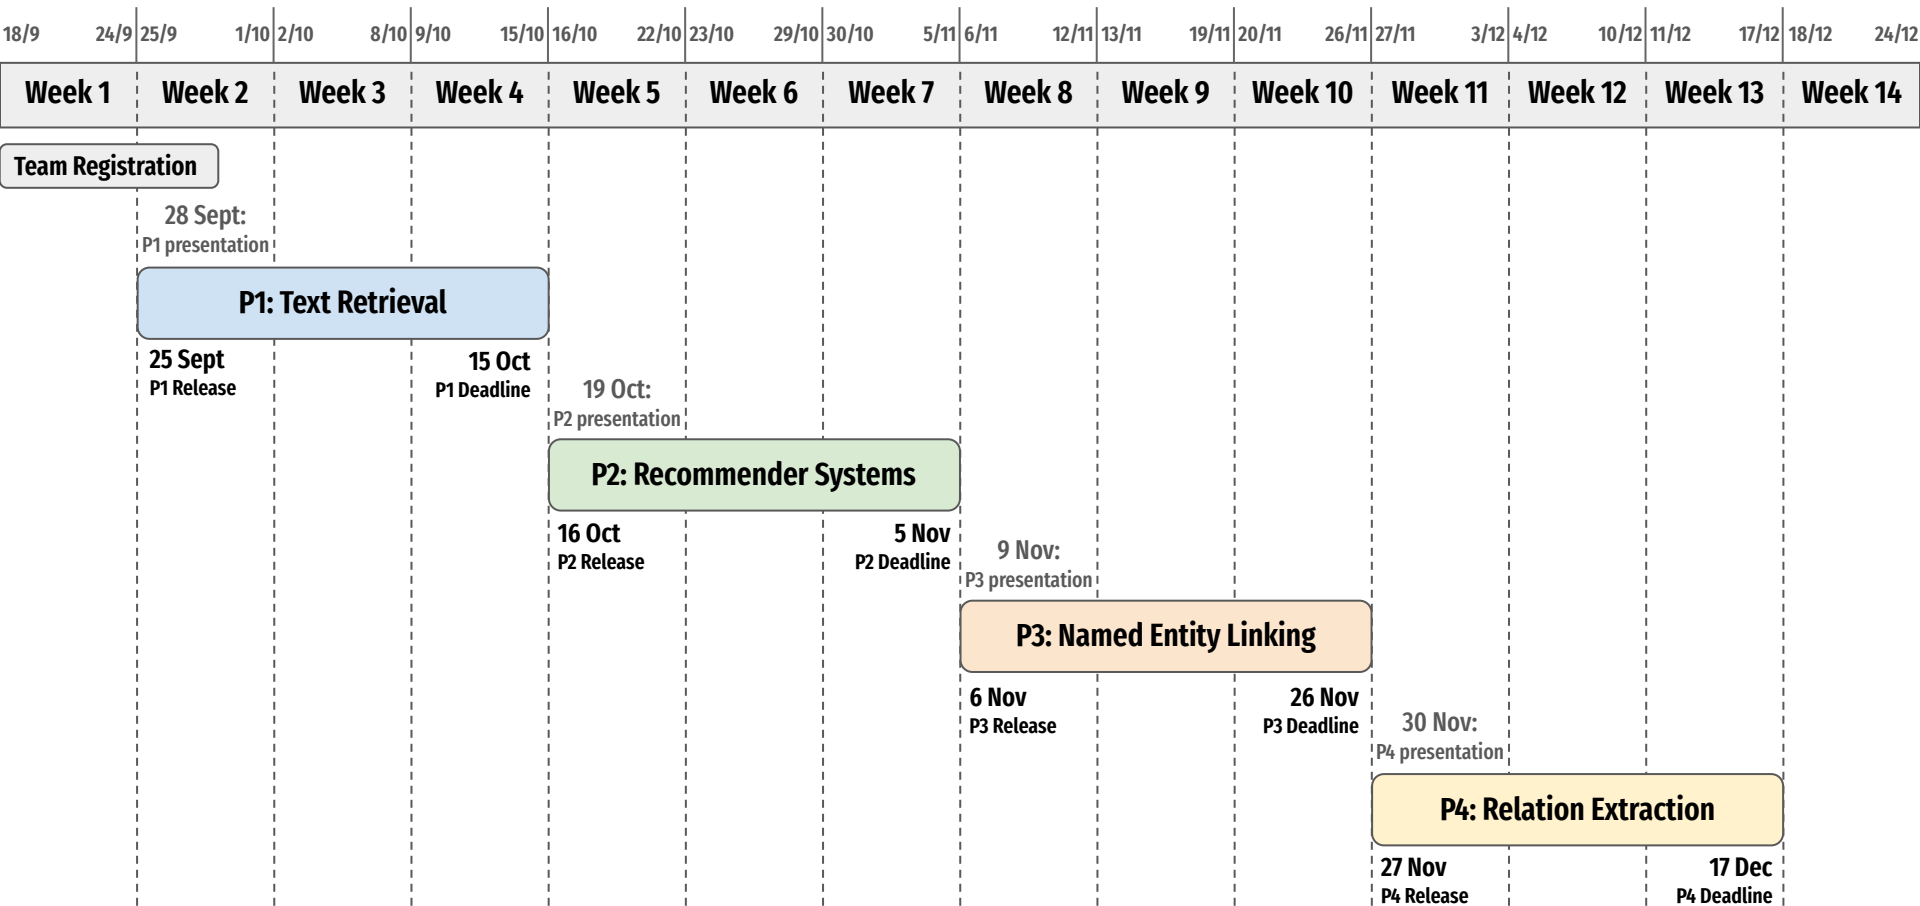 18/9 24/9 25/9 1/10 2/10 8/10 9/10 15/10 16/10 22/10 23/10 29/10 30/10 5/11 6/11 12/11 13/11 19/11 20/11 26/11 27/11 3/12 4/12 10/12 11/12 17/12 18/12 24/12
Week 1 Week 2 Week 3 Week 4 Week 5 Week 6 Week 7 Week 8 Week 9 Week 10 Week 11 Week 12 Week 13 Week 14
Team Registration
28 Sept:
P1 presentation
P1: Text Retrieval
25 Sept
P1 Release
15 Oct
P1 Deadline
19 Oct:
P2 presentation
P2: Recommender Systems
16 Oct
P2 Release
5 Nov
P2 Deadline
9 Nov:
P3 presentation
P3: Named Entity Linking
6 Nov
P3 Release
26 Nov
P3 Deadline
30 Nov:
P4 presentation
P4: Relation Extraction
27 Nov
P4 Release
17 Dec
P4 Deadline